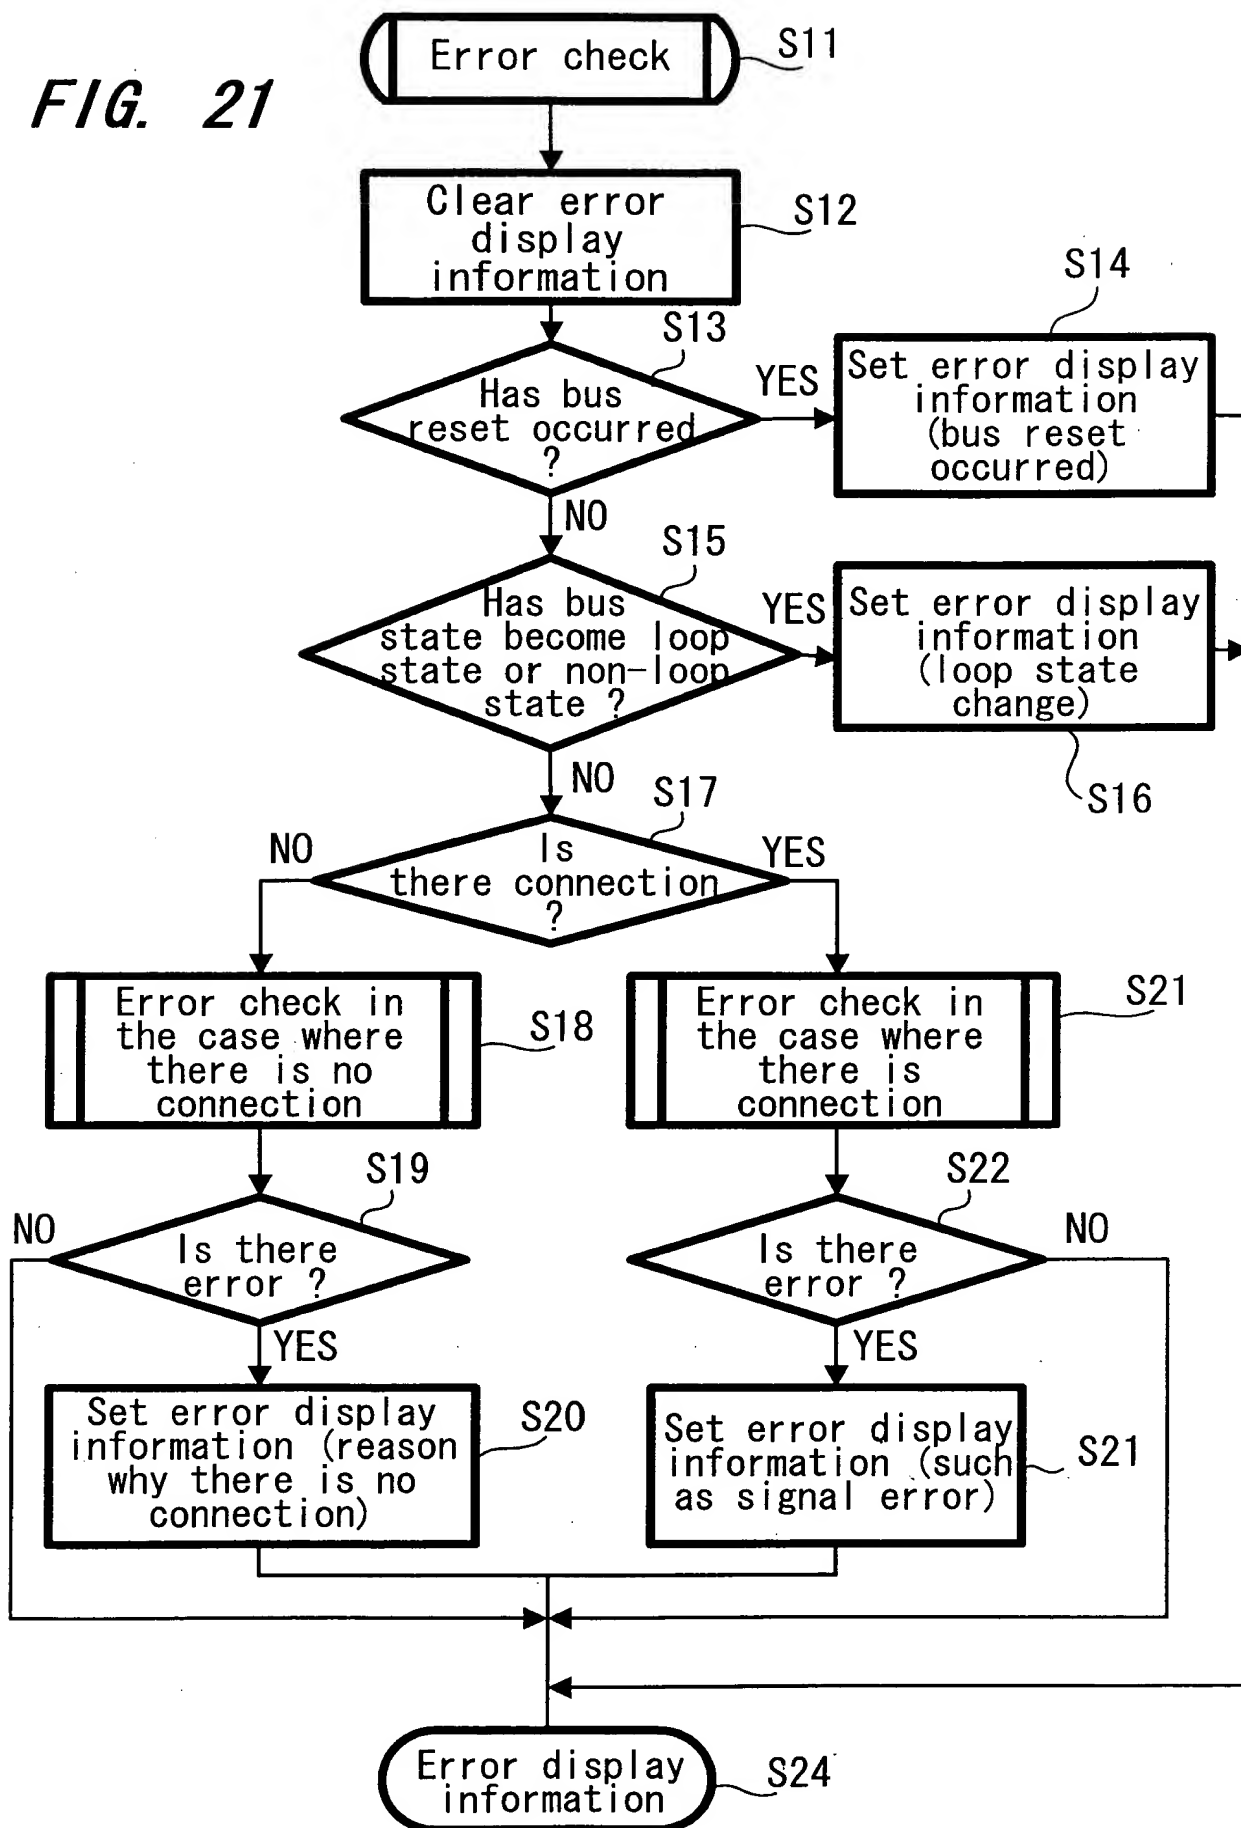 FIG. 21
Error check
S11
Clear error
display
information
S12
S13
Has bus
reset occurred
?
YES
NO
S14
Set error display
information
(bus reset
occurred)
S15
Has bus
state become loop
state or non-loop
state ?
YES
NO
Set error display
information
(loop state
change)
S16
S17
Is
there connection
?
NO
YES
Error check in
the case where
there is no
connection
S18
Error check in
the case where
there is
connection
S21
S19
Is there
error ?
NO
YES
S22
Is there
error ?
NO
YES
Set error display
information (reason
why there is no
connection)
S20
Set error display
information (such
as signal error)
S21
Error display
information
S24